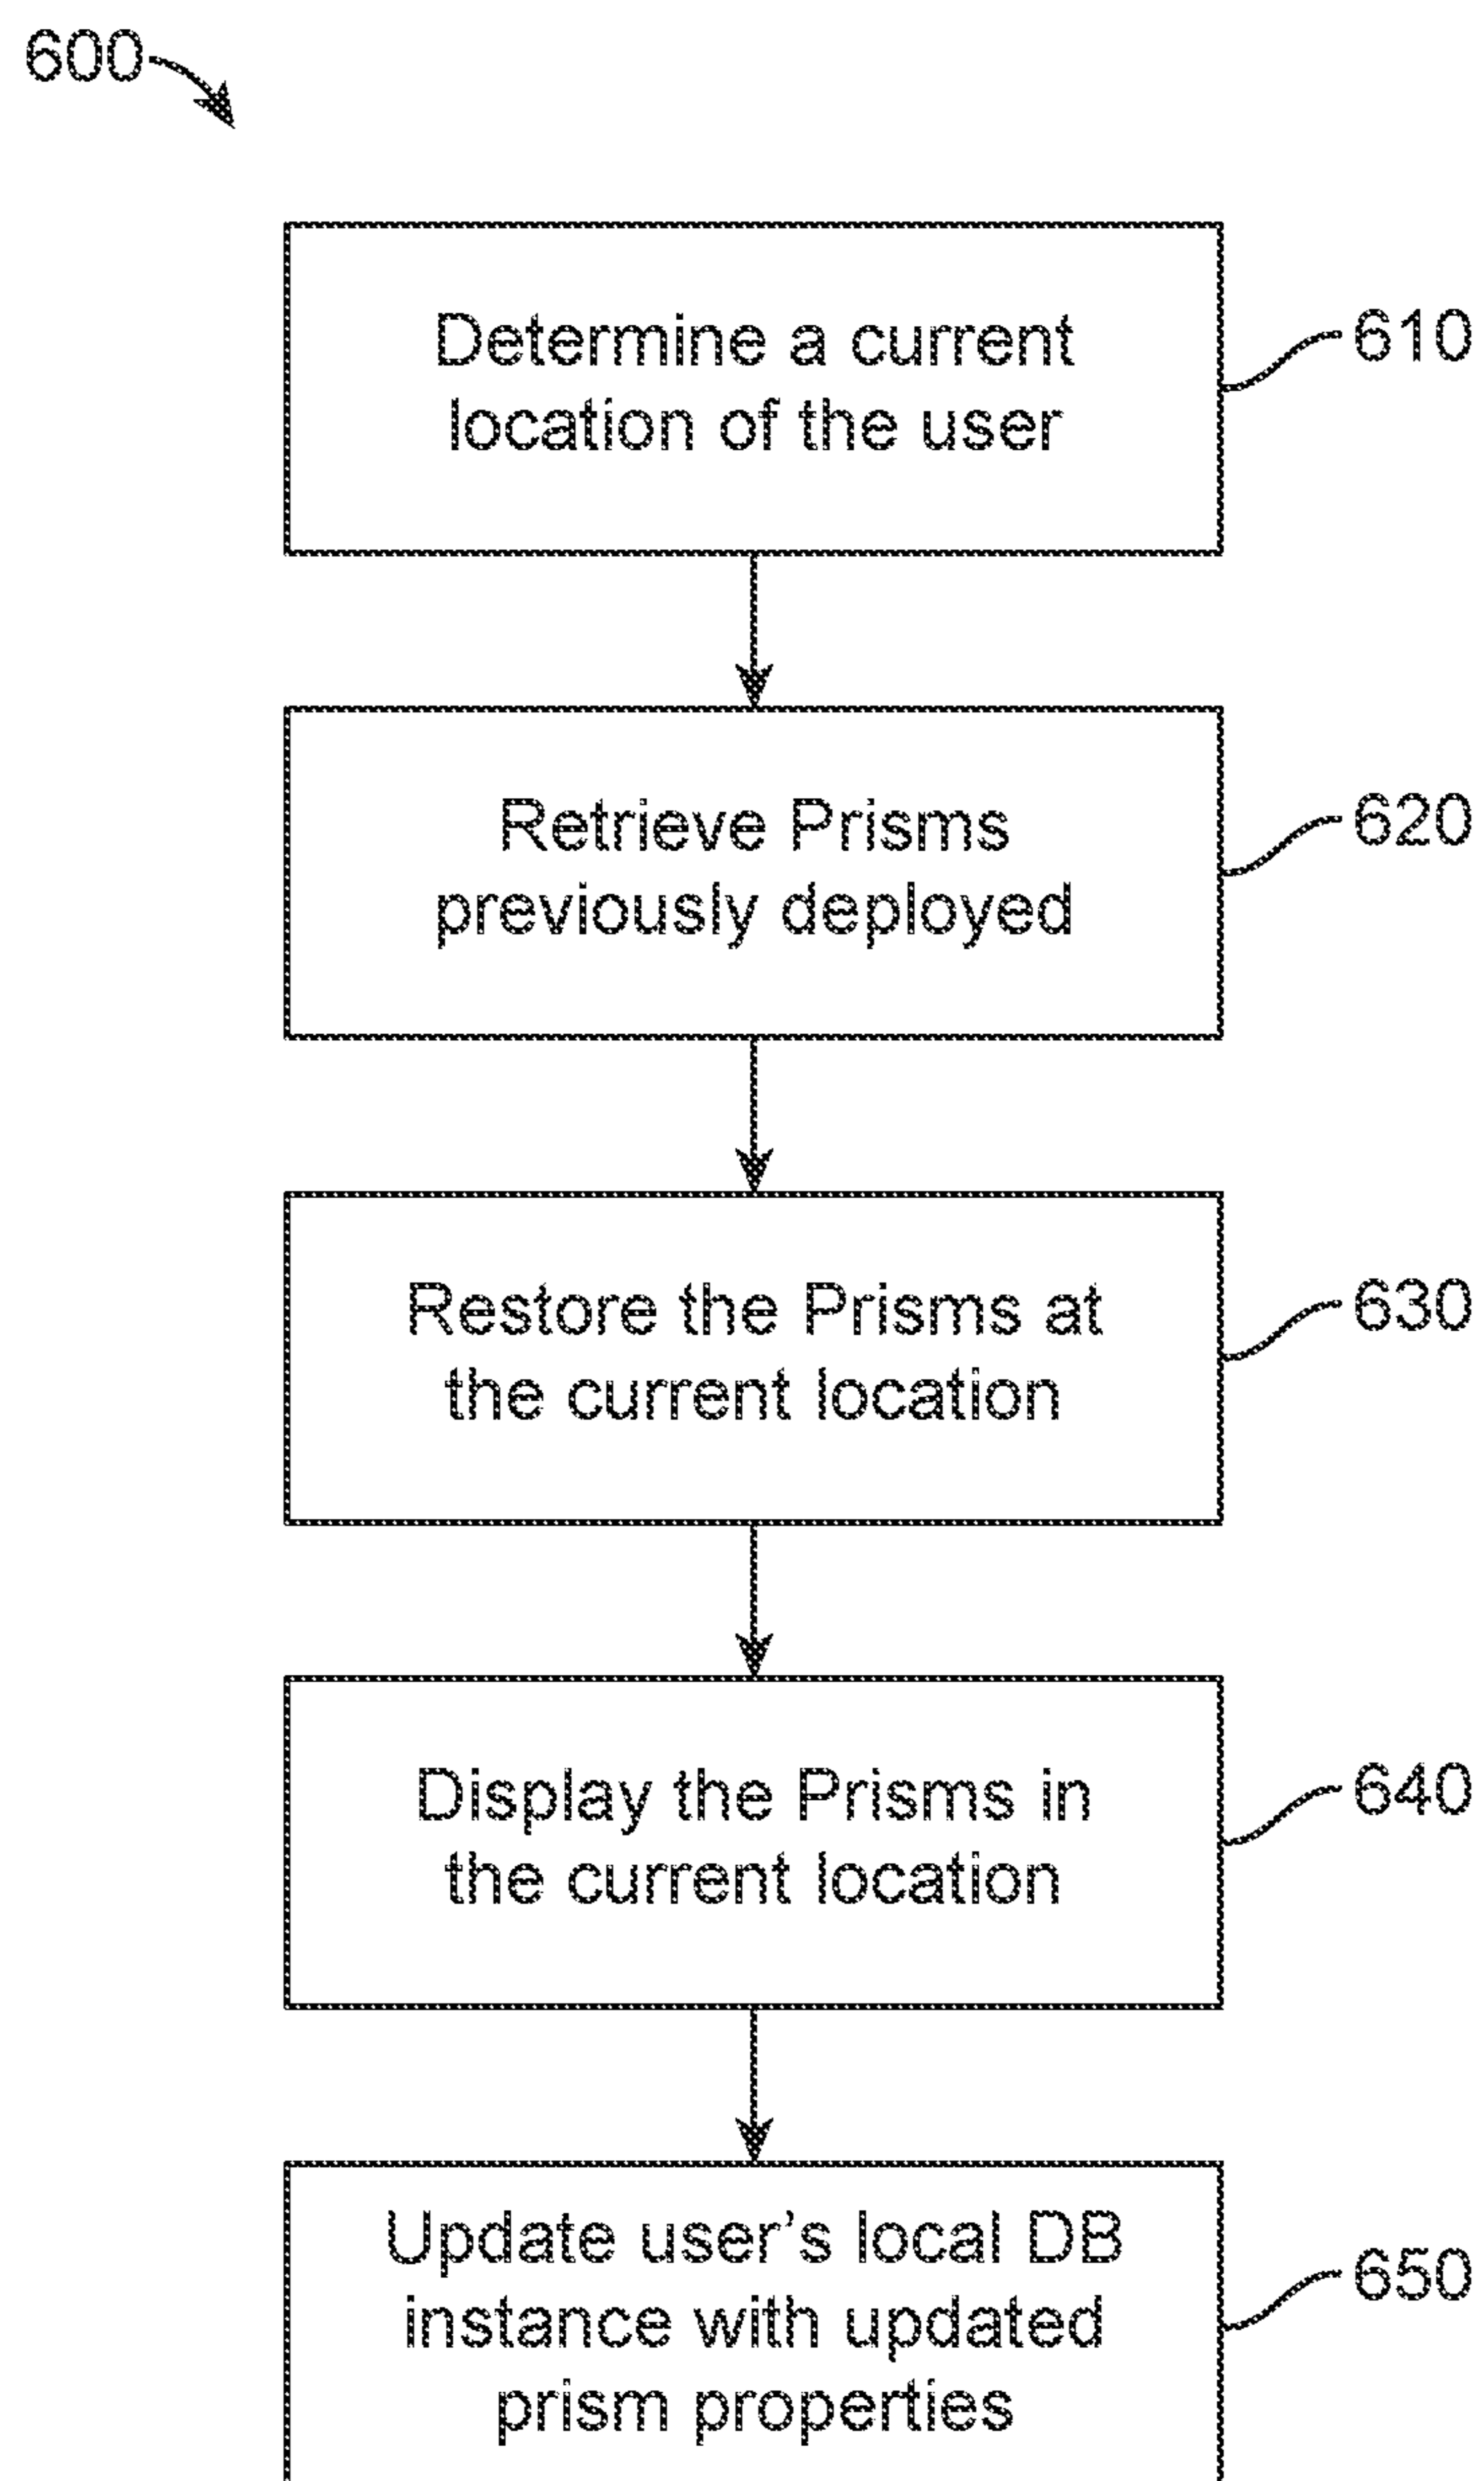 600
Determine a current
location of the user
610
Retrieve Prisms
previously deployed
620
Restore the Prisms at
the current location
630
Display the Prisms in
the current location
640
Update user's local DB
instance with updated
prism properties
650